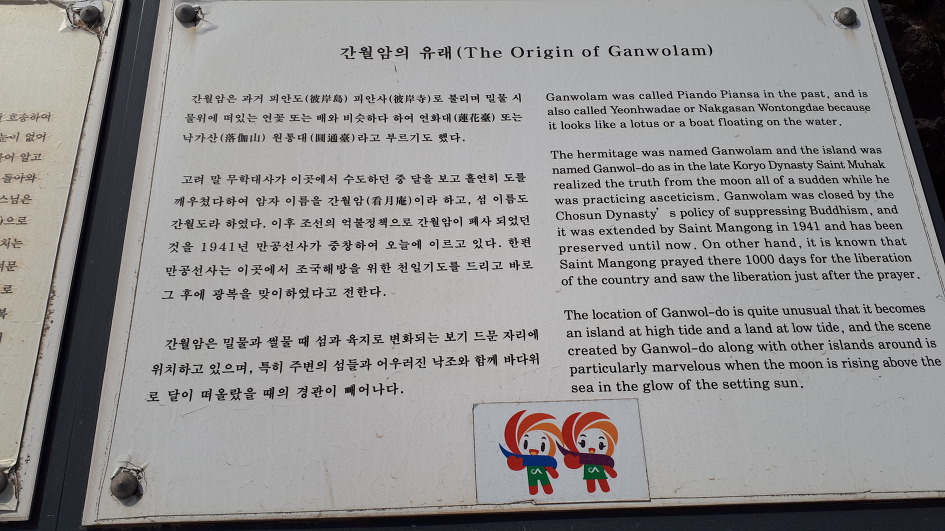 간월암의 유래(The Origin of Ganwolam)
간월암은 과거 피안도(彼岸島) 피안사(彼岸寺)로 불리며 밀물 시
물위에 떠있는 연꽃 또는 배와 비슷하다 하여 연화대(蓮花臺) 또는
낙가산(落伽山) 원통대(圓通臺)라고 부르기도 했다.
고려 말 무학대사가 이곳에서 수도하던 중 달을 보고 홀연히 도를
깨우쳤다하여 암자 이름을 간월암(看月庵)이라 하고, 섬 이름도
간월도라 하였다. 이후 조선의 억불정책으로 간월암이 폐사 되었던
것을 1941년 만공선사가 중창하여 오늘에 이르고 있다. 한편
만공선사는 이곳에서 조국해방을 위한 천일기도를 드리고 바로
그 후에 광복을 맞이하였다고 전한다.
간월암은 밀물과 썰물 때 섬과 육지로 변화되는 보기 드문 자리에
위치하고 있으며, 특히 주변의 섬들과 어우러진 낙조와 함께 바다위
로 달이 떠올랐을 때의 경관이 빼어나다.
Ganwolam was called Piando Piansa in the past, and is
also called Yeonhwadae or Nakgasan Wontongdae because
it looks like a lotus or a boat floating on the water.
The hermitage was named Ganwolam and the island was
named Ganwol-do as in the late Koryo Dynasty Saint Muhak
realized the truth from the moon all of a sudden while he
was practicing asceticism. Ganwolam was closed by the
Chosun Dynasty's policy of suppressing Buddhism, and
it was extended by Saint Mangong in 1941 and has been
preserved until now. On other hand, it is known that
Saint Mangong prayed there 1000 days for the liberation
of the country and saw the liberation just after the prayer.
The location of Ganwol-do is quite unusual that it becomes
an island at high tide and a land at low tide, and the scene
created by Ganwol-do along with other islands around is
particularly marvelous when the moon is rising above the
sea in the glow of the setting sun.